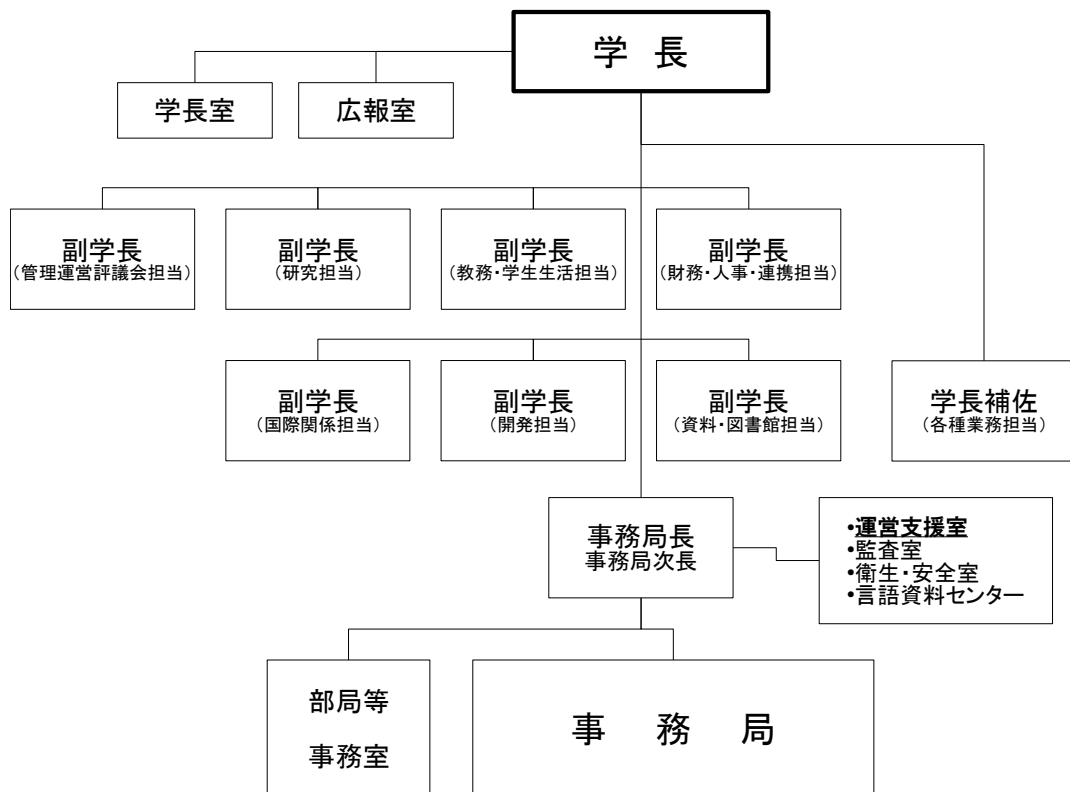 学 長
学長室
広報室
副学長
(管理運営評議会担当)
副学長
(研究担当)
副学長
(教務・学生生活担当)
副学長
(財務・人事・連携担当)
副学長
(国際関係担当)
副学長
(開発担当)
副学長
(資料・図書館担当)
学長補佐
(各種業務担当)
事務局長
事務局次長
•運営支援室
•監査室
•衛生・安全室
•言語資料センター
部局等
事務室
事 務 局